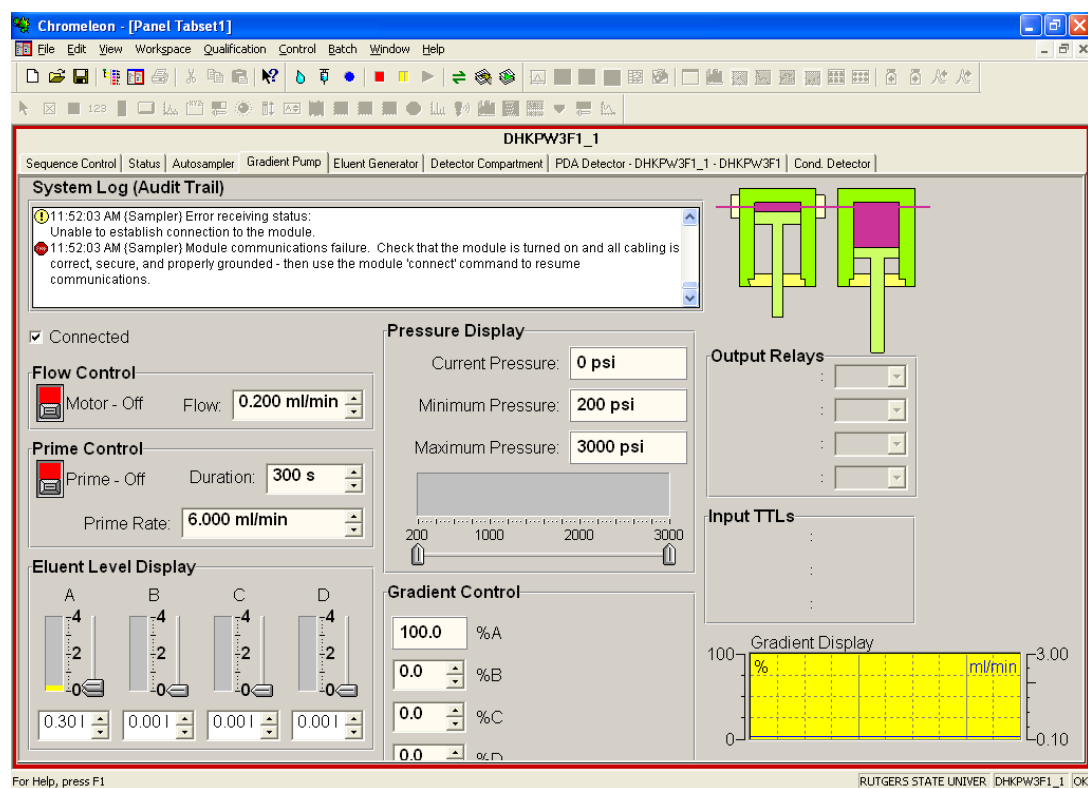 Chromeleon - [Panel Tabset1]
File Edit View Workspace Qualification Control Batch Window Help
123
DHKPW3F1_1
Sequence Control Status Autosampler Gradient Pump Eluent Generator Detector Compartment PDA Detector - DHKPW3F1_1 - DHKPW3F1 Cond. Detector
System Log (Audit Trail)
11:52:03 AM {Sampler} Error receiving status:
Unable to establish connection to the module.
11:52:03 AM {Sampler} Module communications failure. Check that the module is turned on and all cabling is
correct, secure, and properly grounded - then use the module 'connect' command to resume
communications.
Connected
Flow Control
Motor - Off Flow: 0.200 ml/min
Prime Control
Prime - Off Duration: 300 s
Prime Rate: 6.000 ml/min
Eluent Level Display
A B C D
4 4 4 4
2 2 2 2
0 0 0 0
0.30 l 0.00 l 0.00 l 0.00 l
Pressure Display
Current Pressure: 0 psi
Minimum Pressure: 200 psi
Maximum Pressure: 3000 psi
200 1000 2000 3000
Gradient Control
100.0 %A
0.0 %B
0.0 %C
0.0 %D
Output Relays
:
:
:
:
Input TTLs
:
:
:
Gradient Display
100 % ml/min 3.00
0 0.10
For Help, press F1
RUTGERS STATE UNIVER DHKPW3F1_1 OK